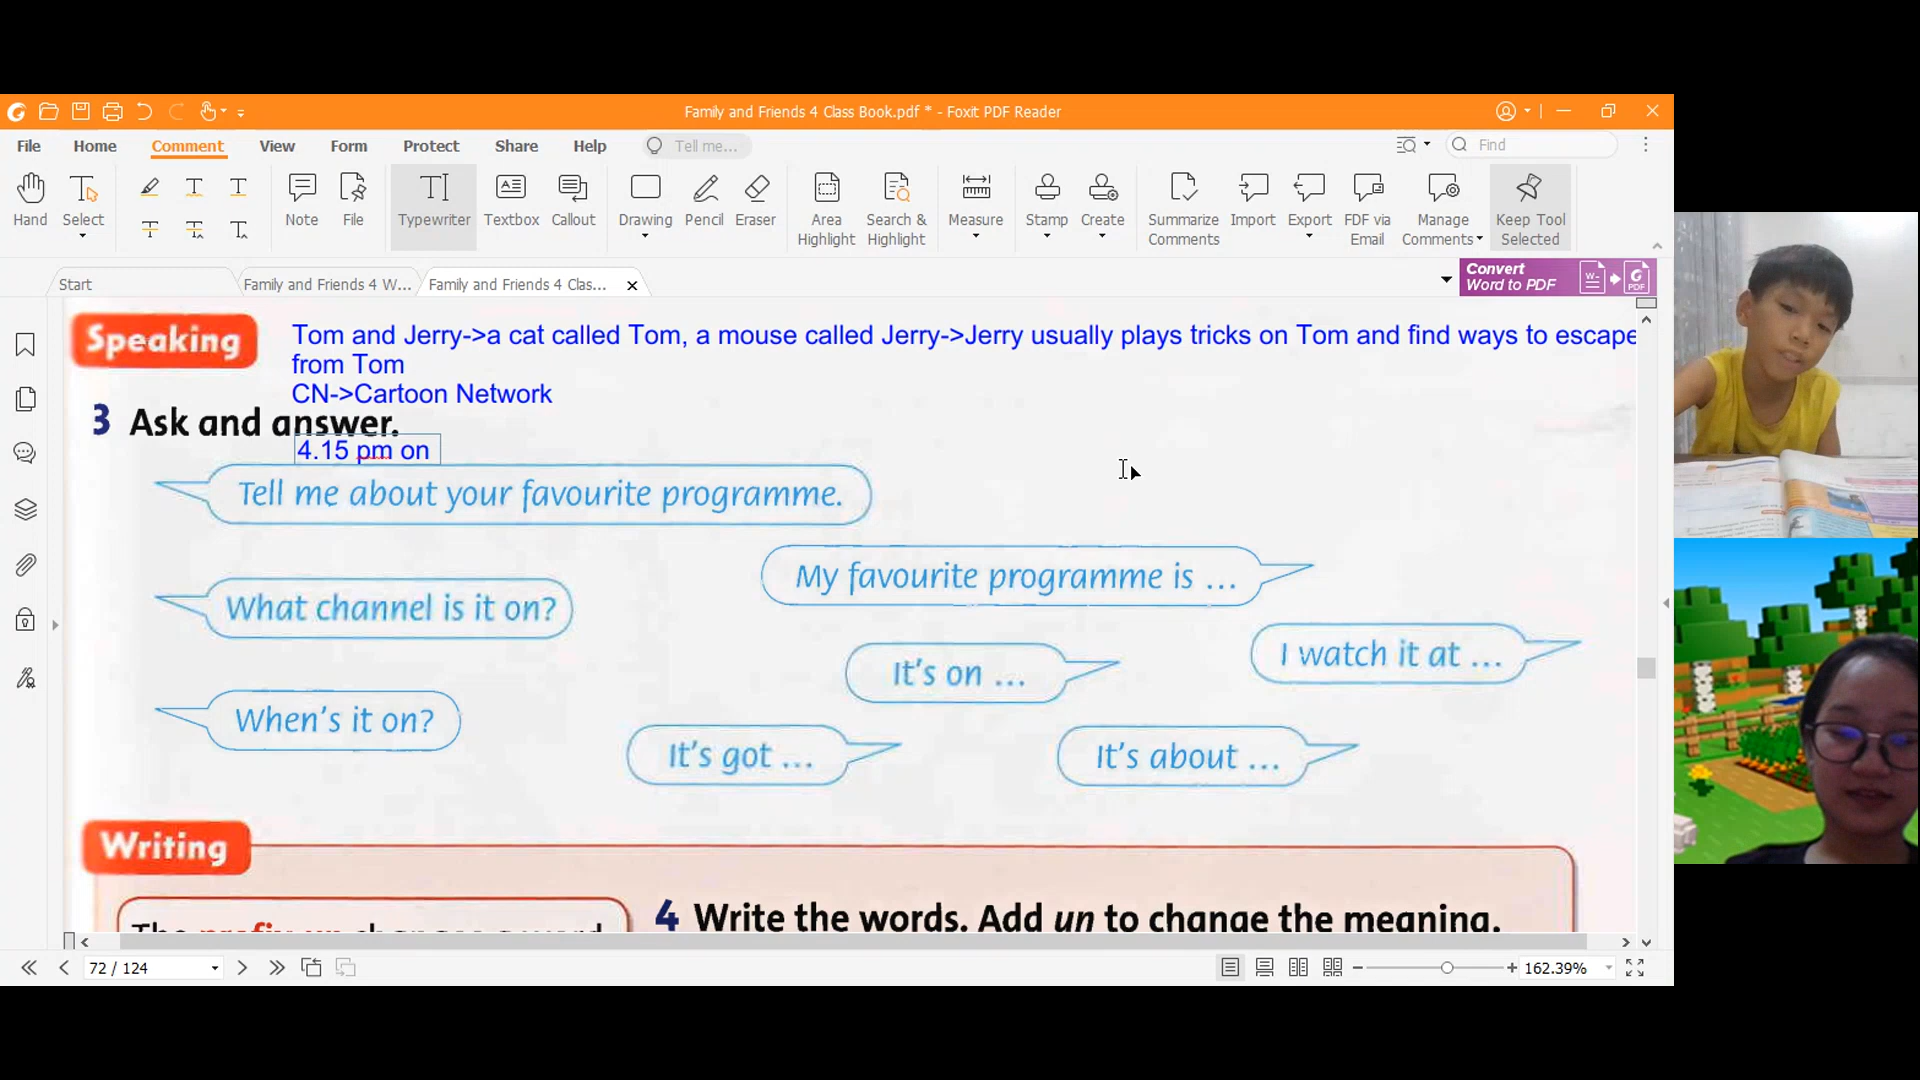 Family and Friends 4 Class Book.pdf * - Foxit PDF Reader
File Home Comment View Form Protect Share Help Tell me... Find
Hand Select Note File Typewriter Textbox Callout Drawing Pencil Eraser Area Highlight Search & Highlight Measure Stamp Create Summarize Comments Import Export FDF via Email Manage Comments Keep Tool Selected
Start Family and Friends 4 W... Family and Friends 4 Clas... Convert Word to PDF
Speaking
Tom and Jerry->a cat called Tom, a mouse called Jerry->Jerry usually plays tricks on Tom and find ways to escape
from Tom
CN->Cartoon Network
3 Ask and answer.
4.15 pm on
Tell me about your favourite programme.
My favourite programme is ...
What channel is it on?
I watch it at ...
It's on ...
When's it on?
It's got ...
It's about ...
Writing
4 Write the words. Add un to change the meaning.
The prefix un changes a word
72 / 124
162.39%